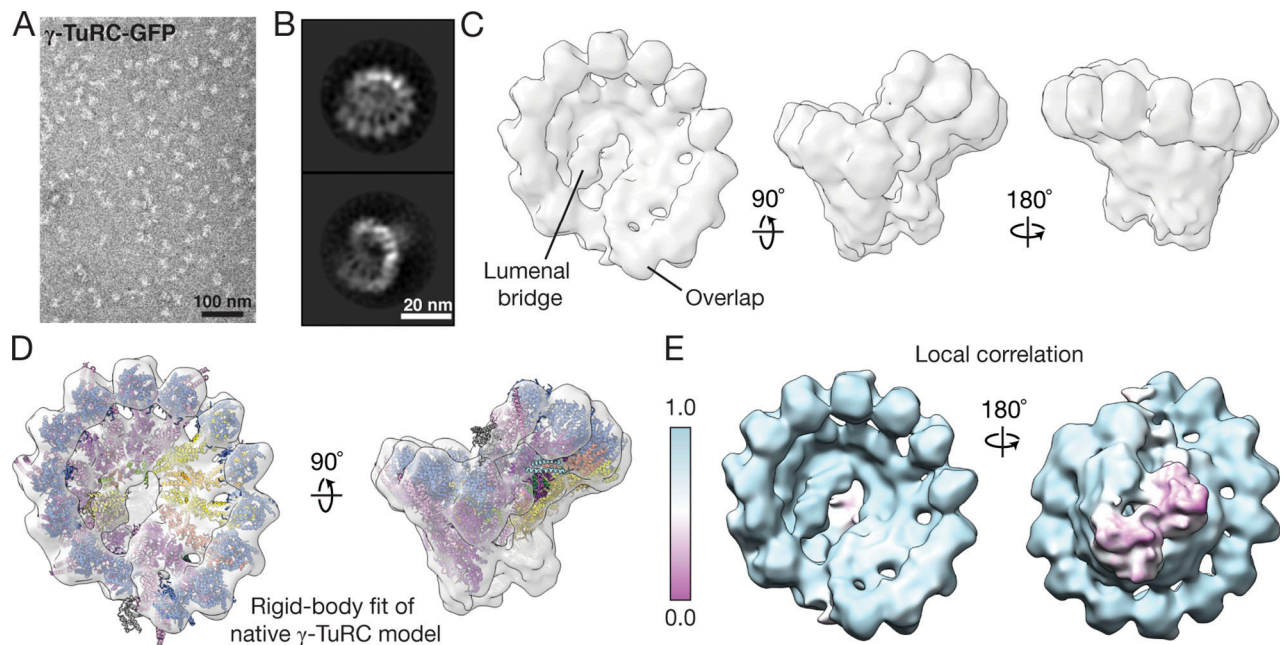 A
γ-TuRC-GFP
100 nm
B
20 nm
C
Lumenal
bridge
Overlap
90°
180°
D
Rigid-body fit of
native γ-TuRC model
90°
E
Local correlation
1.0
0.0
180°